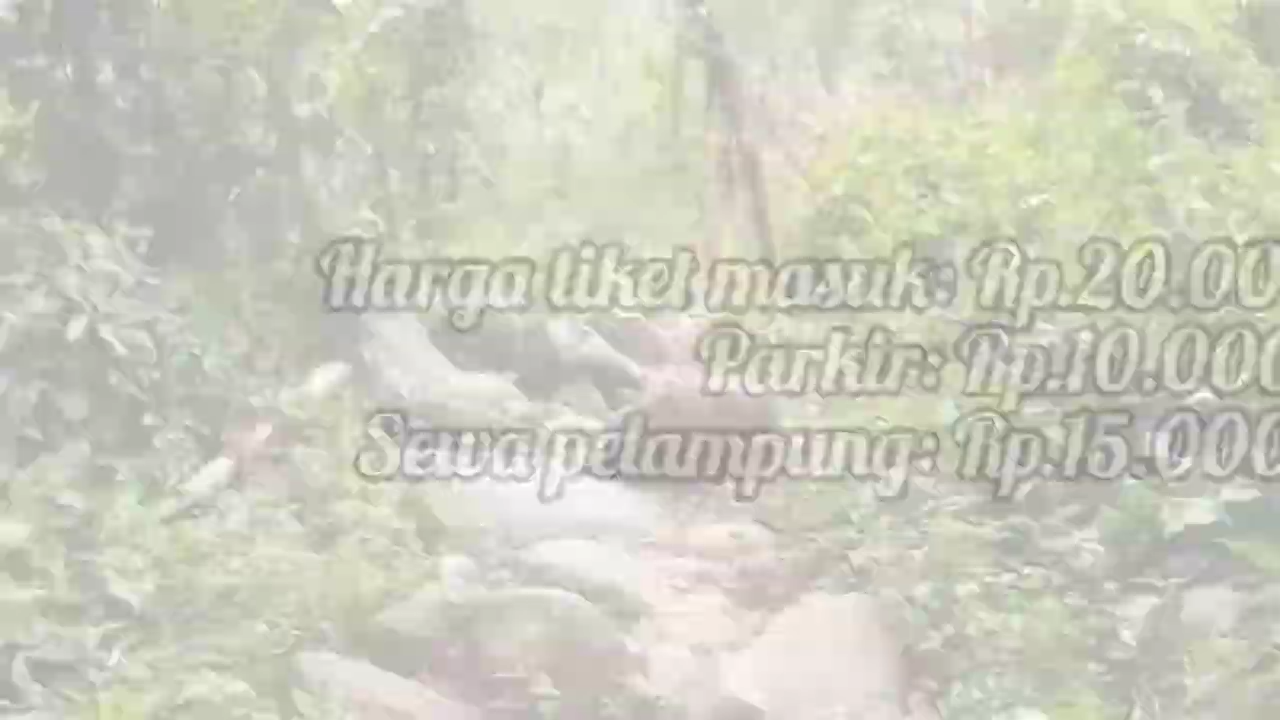 Harga tiket masuk: Rp.20.00
Parkir: Rp.10.000
Sewa pelampung: Rp.15.000